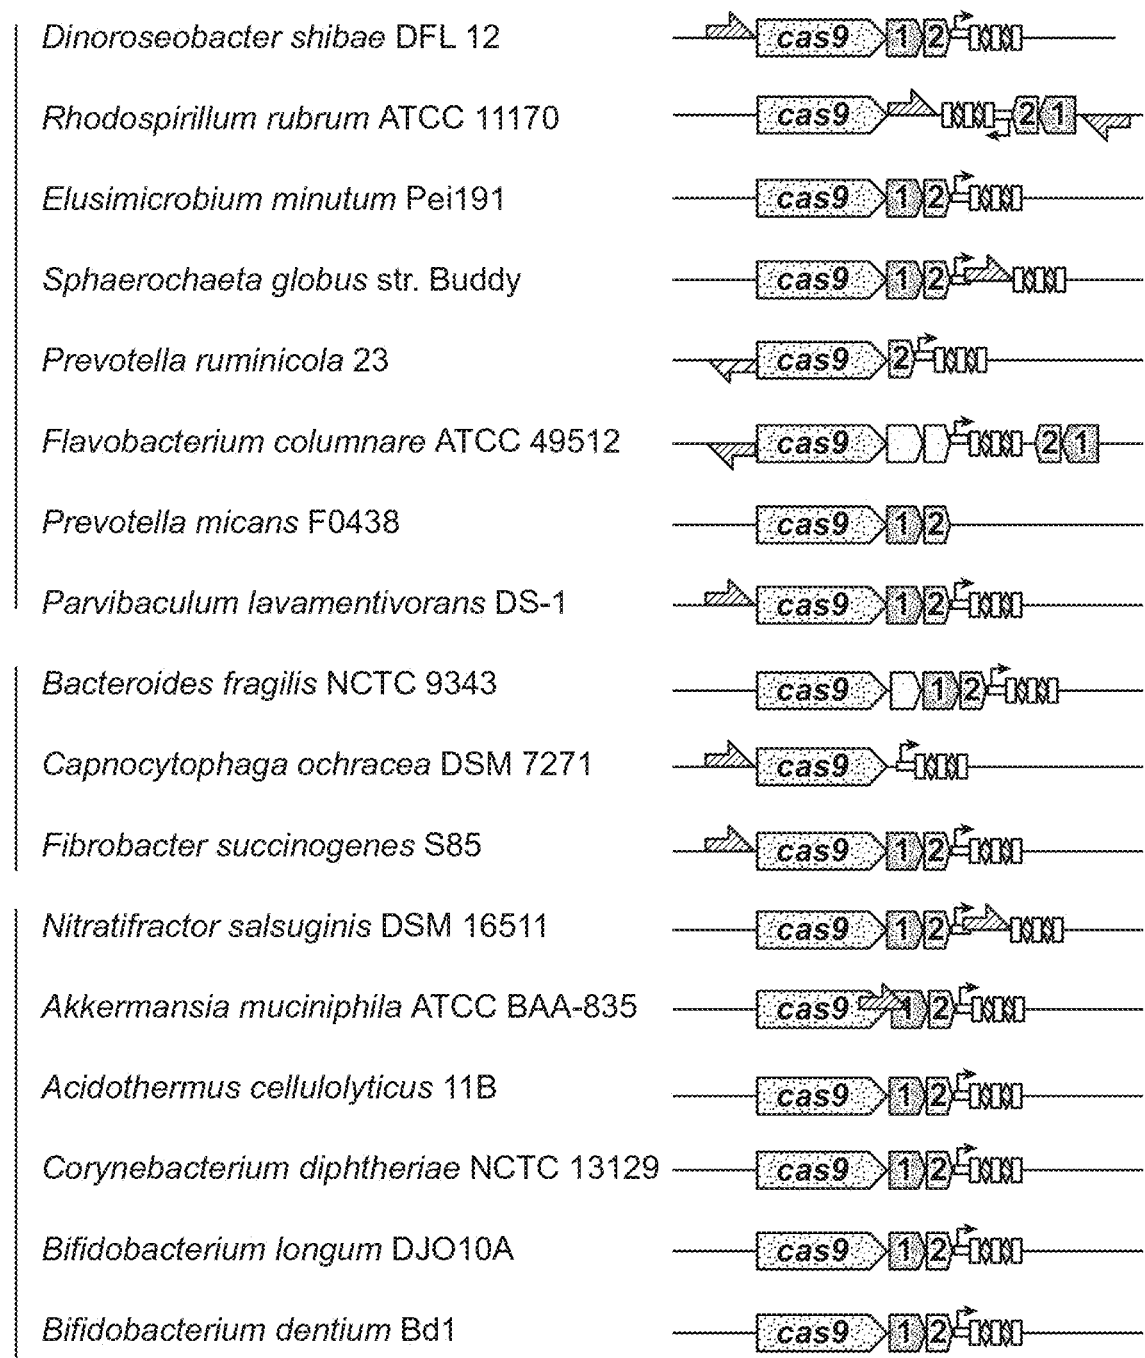 Dinoroseobacter shibae DFL 12 cas9 1 2
Rhodospirillum rubrum ATCC 11170 cas9 2 1
Elusimicrobium minutum Pei191 cas9 1 2
Sphaerochaeta globus str. Buddy cas9 1 2
Prevotella ruminicola 23 cas9 2
Flavobacterium columnare ATCC 49512 cas9 2 1
Prevotella micans F0438 cas9 1 2
Parvibaculum lavamentivorans DS-1 cas9 1 2
Bacteroides fragilis NCTC 9343 cas9 1 2
Capnocytophaga ochracea DSM 7271 cas9
Fibrobacter succinogenes S85 cas9 1 2
Nitratifractor salsuginis DSM 16511 cas9 1 2
Akkermansia muciniphila ATCC BAA-835 cas9 1 2
Acidothermus cellulolyticus 11B cas9 1 2
Corynebacterium diphtheriae NCTC 13129 cas9 1 2
Bifidobacterium longum DJO10A cas9 1 2
Bifidobacterium dentium Bd1 cas9 1 2